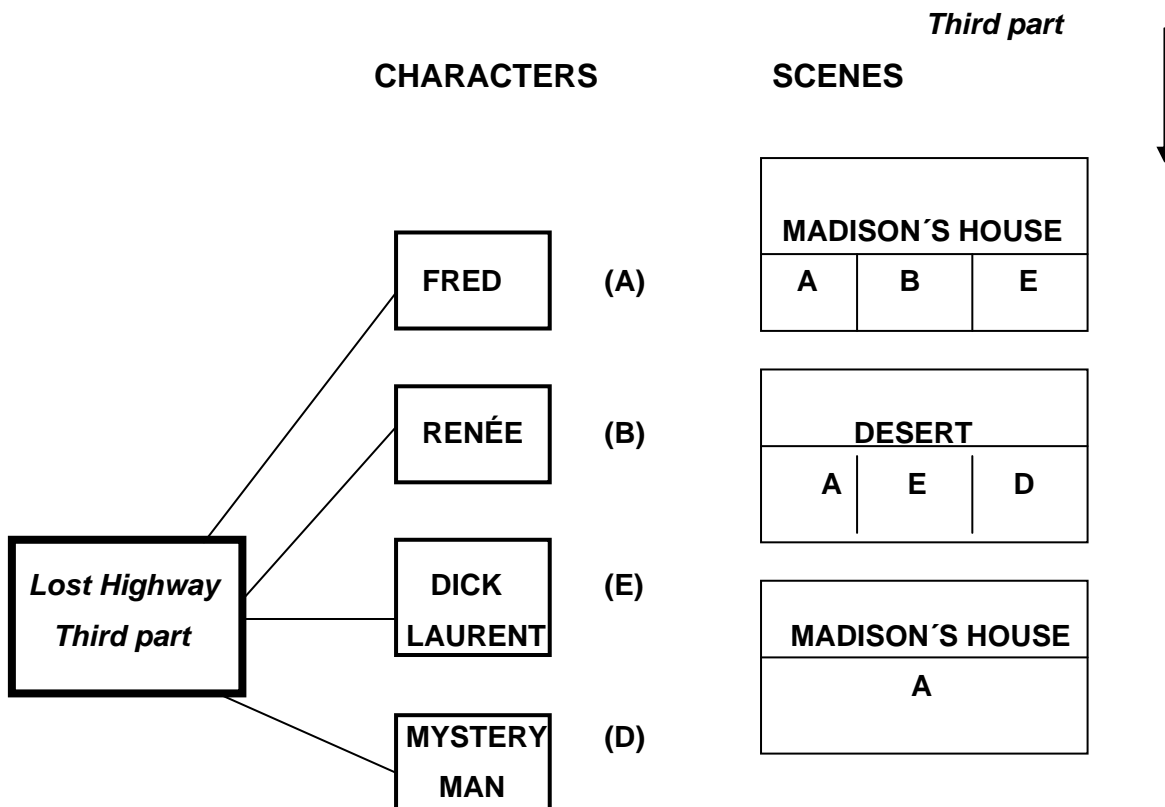 Third part
CHARACTERS SCENES
MADISON´S HOUSE
FRED (A) A B E
RENÉE (B) DESERT
A E D
Lost Highway
Third part
DICK (E)
LAURENT
MADISON´S HOUSE
A
MYSTERY (D)
MAN